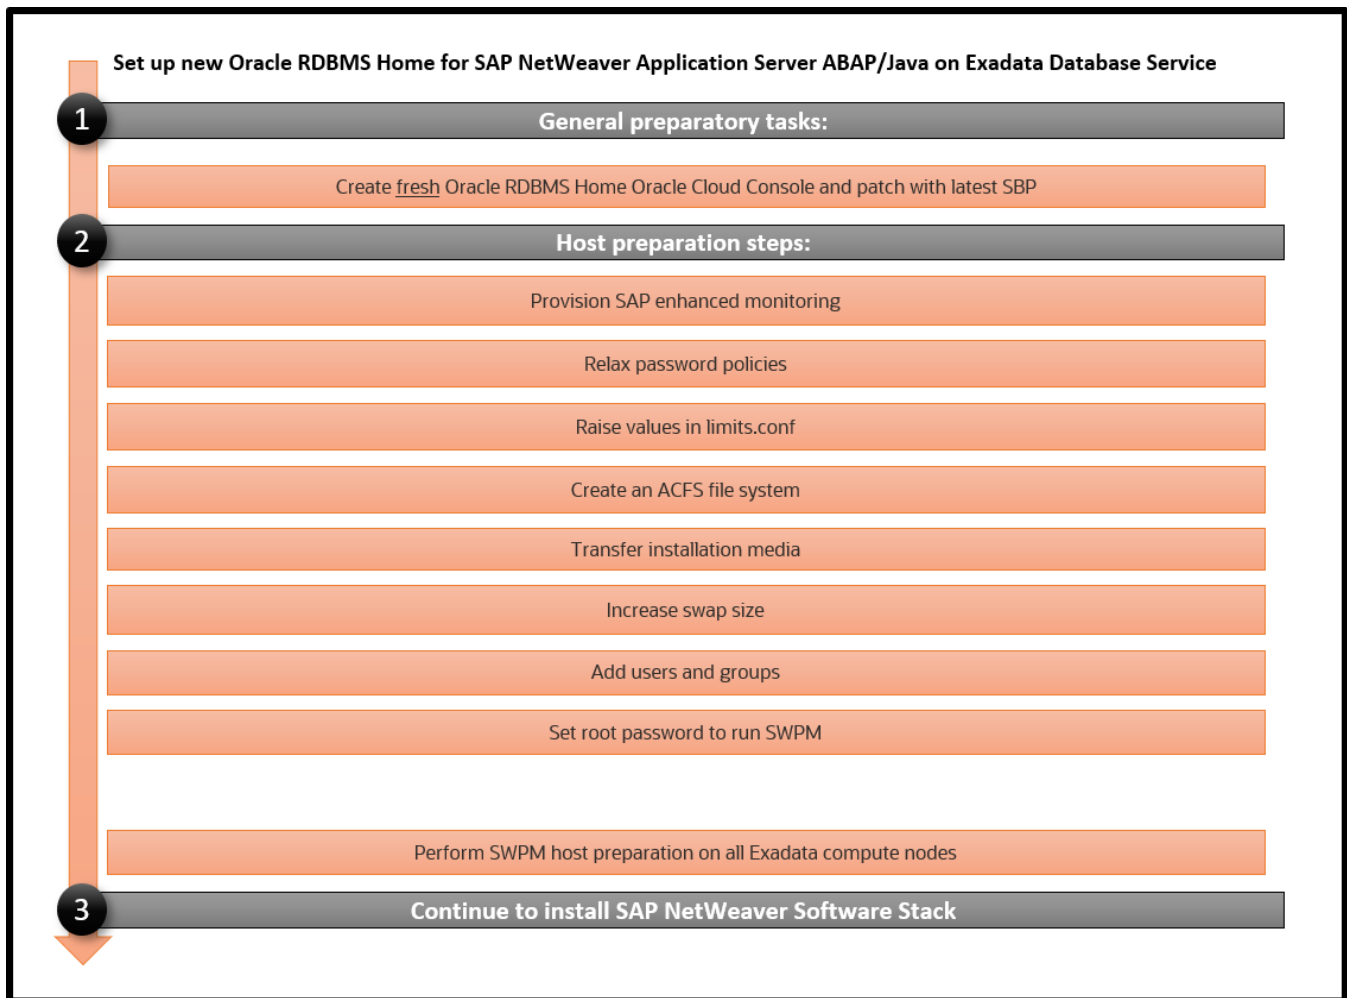 Set up new Oracle RDBMS Home for SAP NetWeaver Application Server ABAP/Java on Exadata Database Service
1
General preparatory tasks:
Create fresh Oracle RDBMS Home Oracle Cloud Console and patch with latest SBP
2
Host preparation steps:
Provision SAP enhanced monitoring
Relax password policies
Raise values in limits.conf
Create an ACFS file system
Transfer installation media
Increase swap size
Add users and groups
Set root password to run SWPM
Perform SWPM host preparation on all Exadata compute nodes
3
Continue to install SAP NetWeaver Software Stack